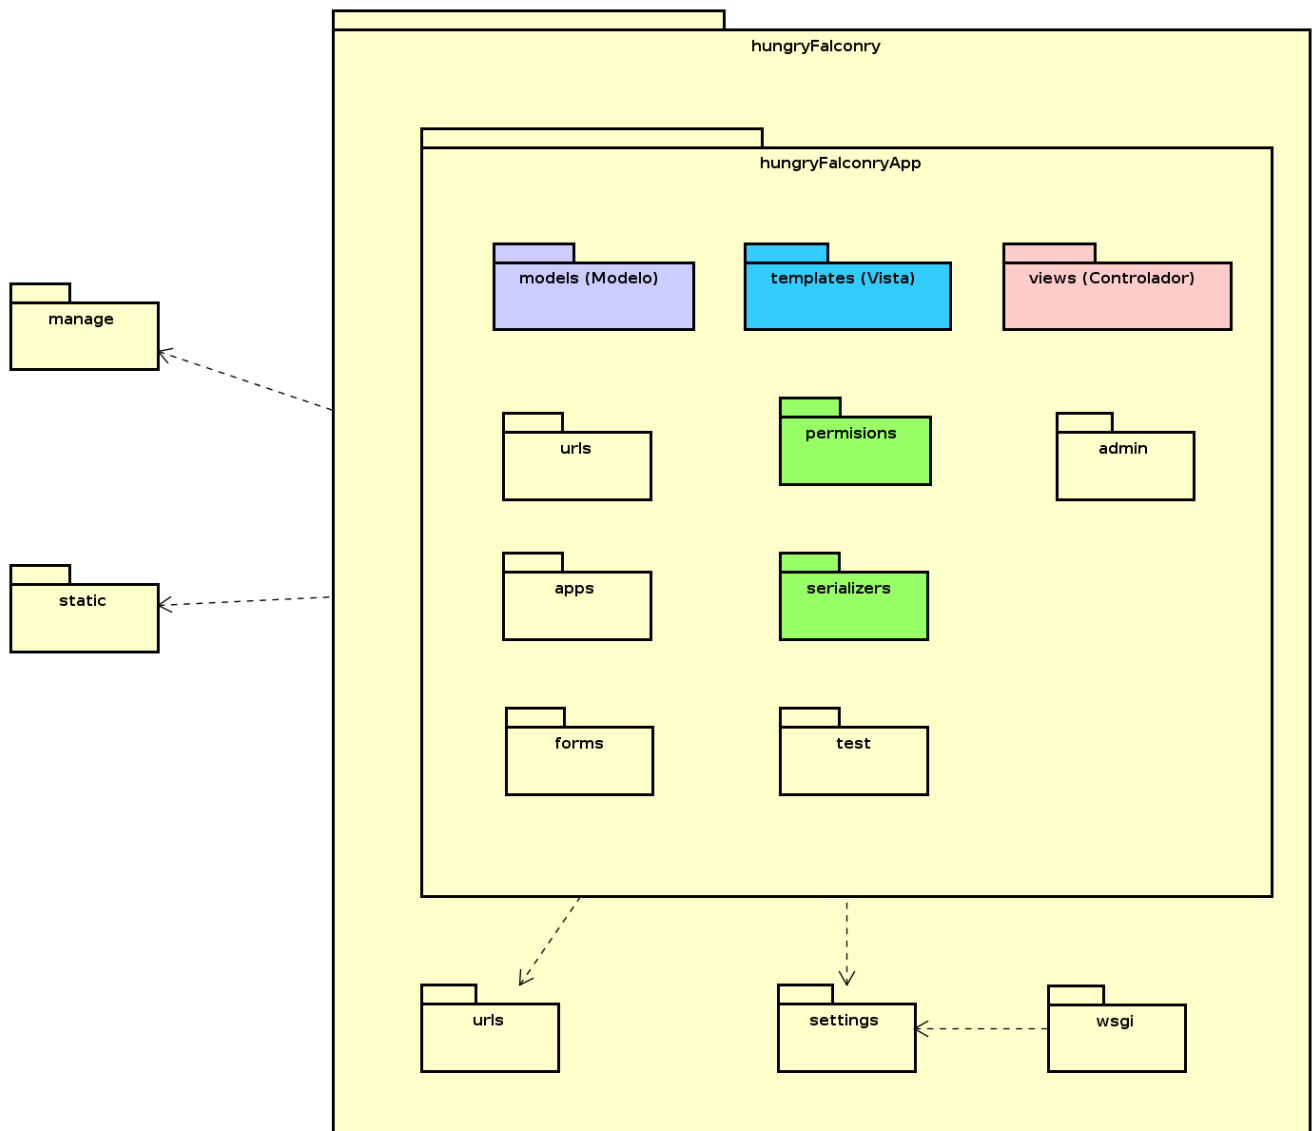 hungryFalconry
hungryFalconryApp
models (Modelo)
templates (Vista)
views (Controlador)
manage
urls
permisions
admin
static
apps
serializers
forms
test
urls
settings
wsgi